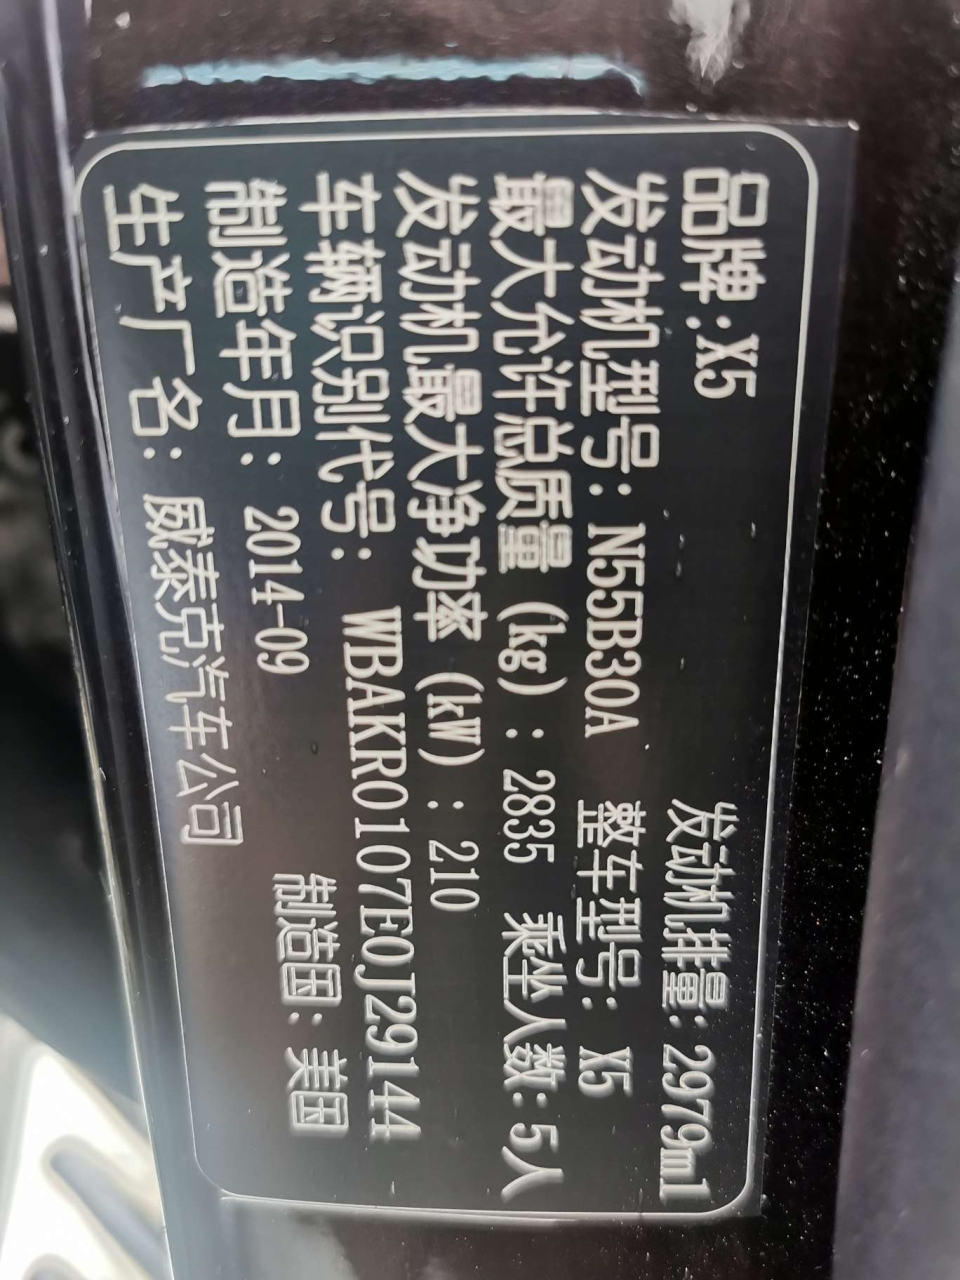 品牌:X5
发动机排量:2979ml
发动机型号: N55B30A 整车型号: X5
最大允许总质量(kg): 2835 乘坐人数:5人
发动机最大净功率(kW):210
车辆识别代号: WBAKR0107E0J29144
制造年月: 2014-09 制造国: 美国
生产厂名: 威泰克汽车公司